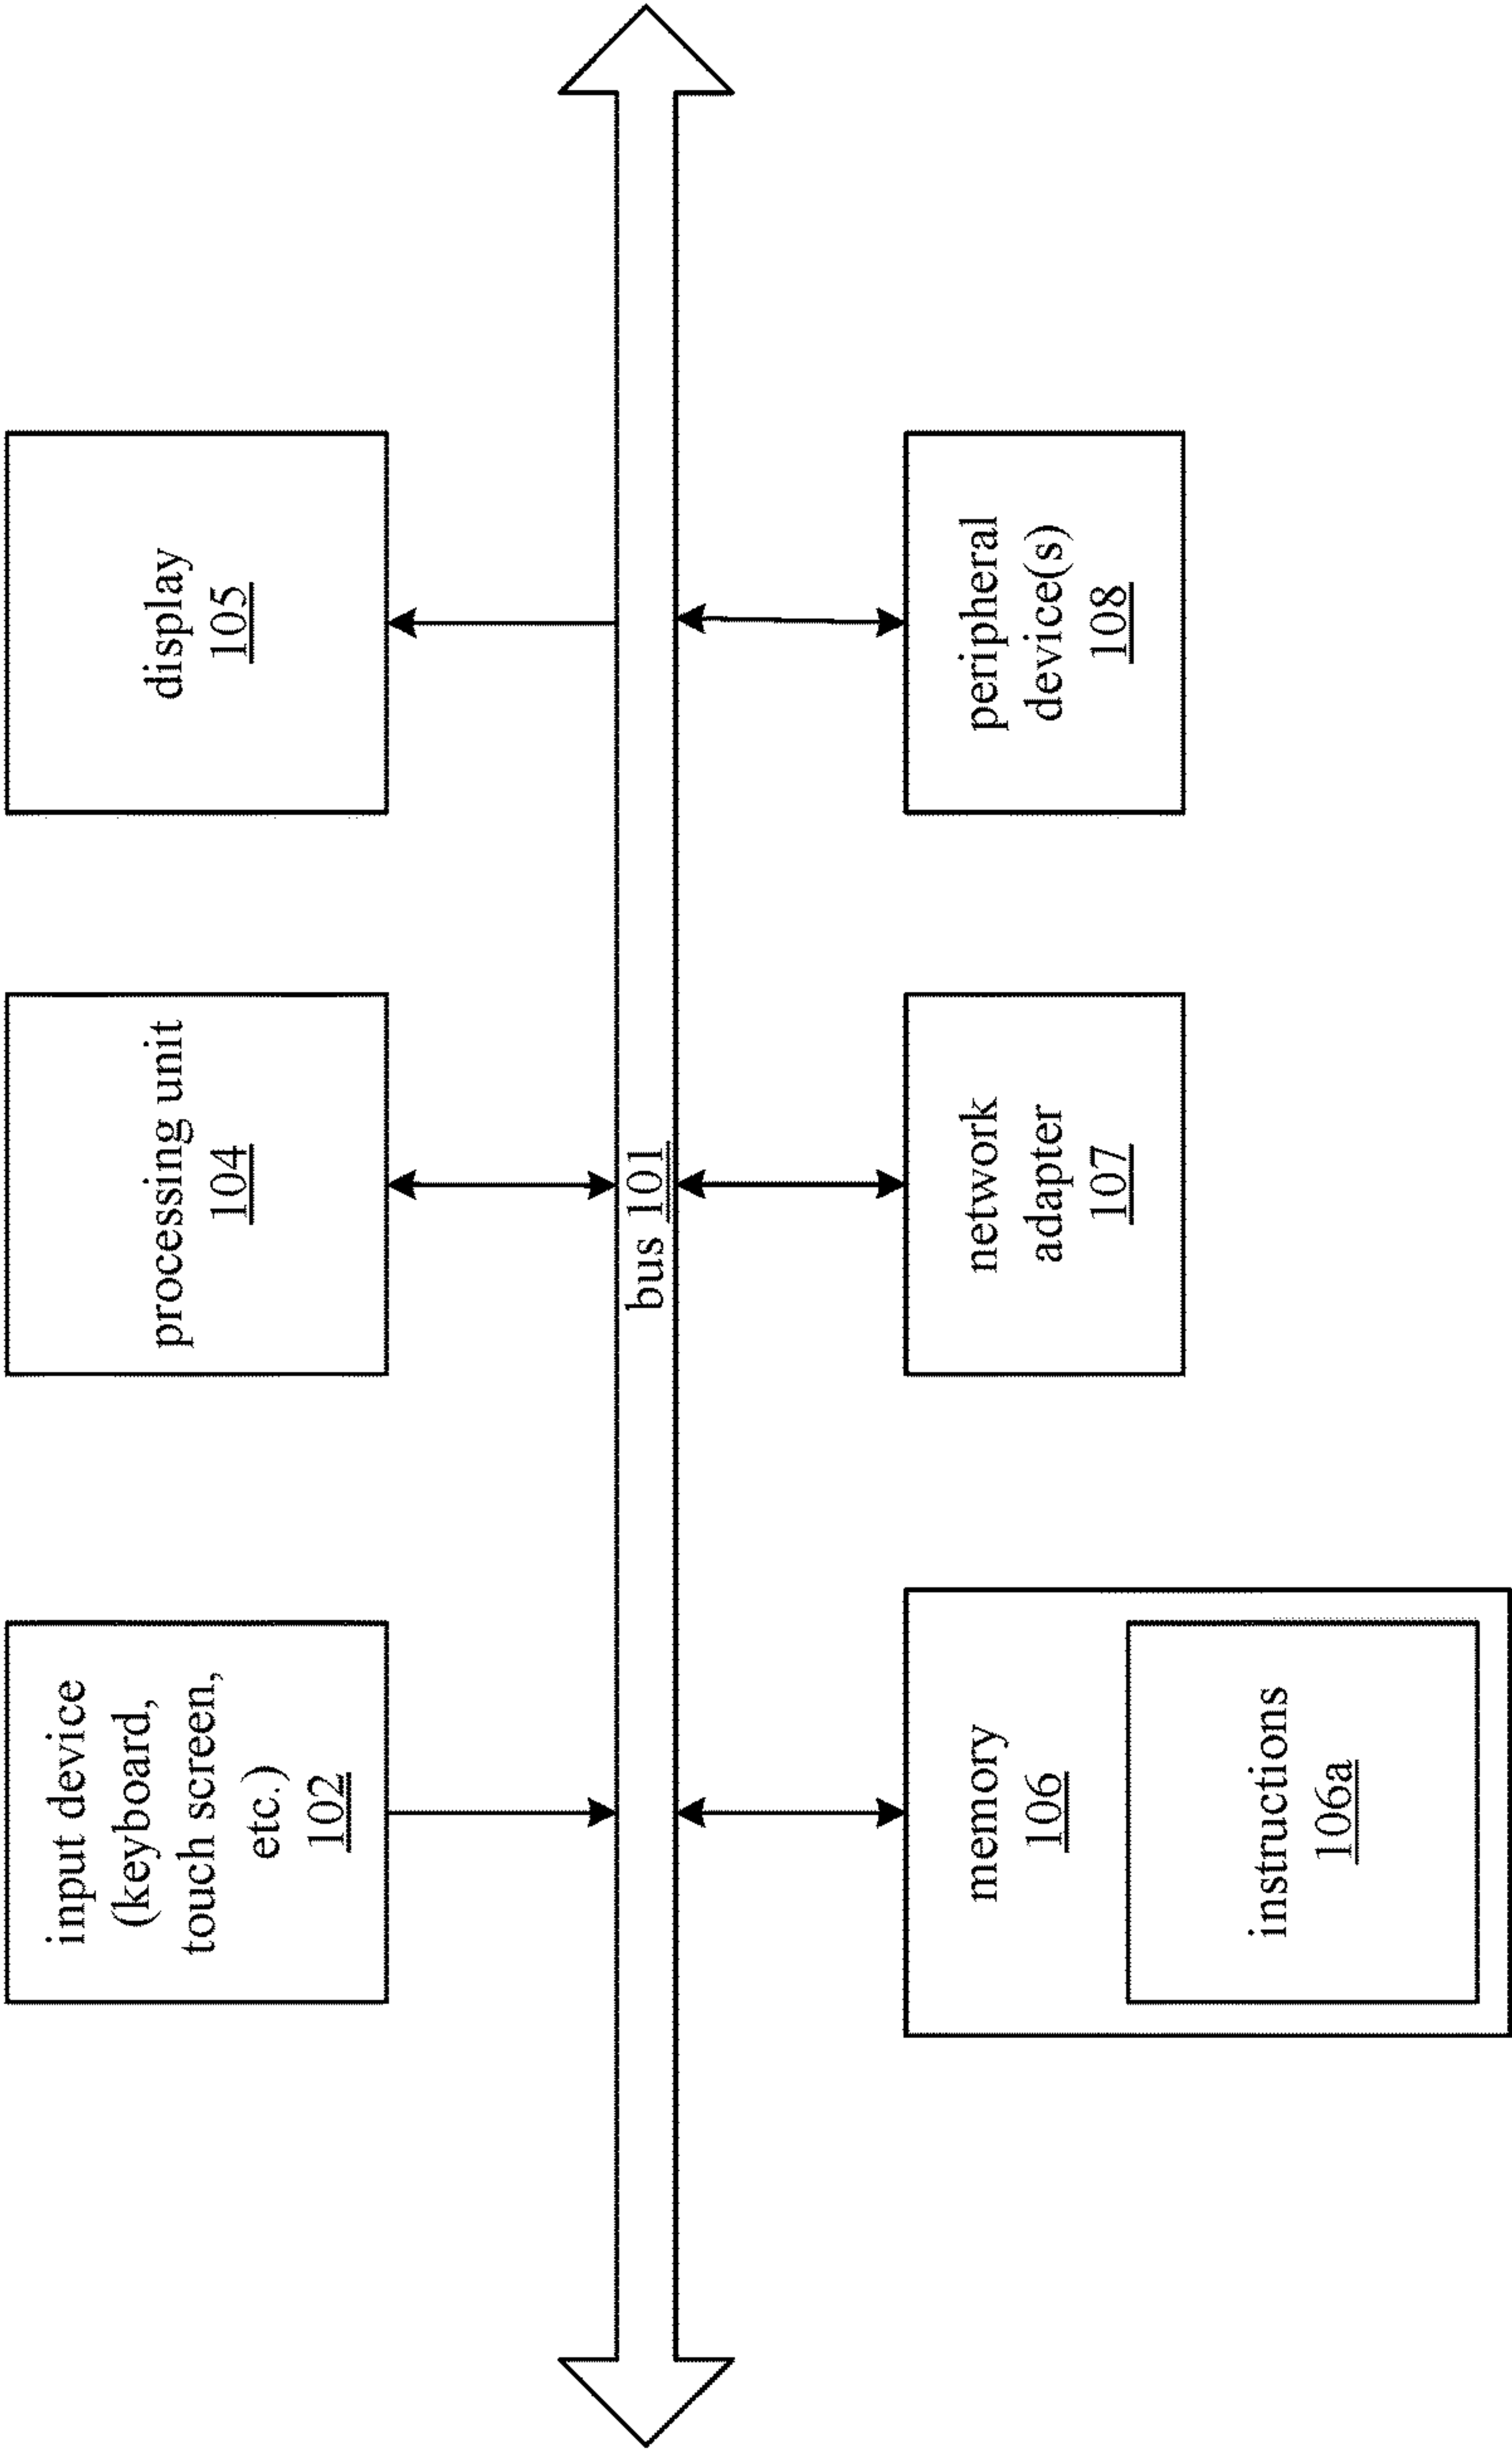 input device
(keyboard,
touch screen,
etc.)
102
processing unit
104
display
105
bus 101
memory
106
instructions
106a
network
adapter
107
peripheral
device(s)
108